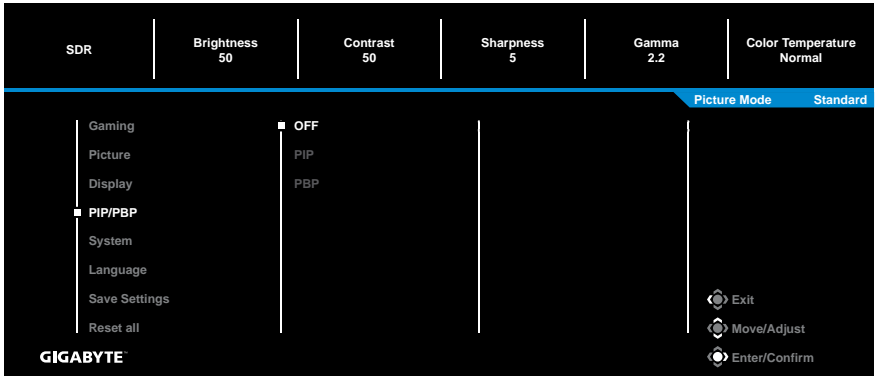 SDR
Brightness
50
Contrast
50
Sharpness
5
Gamma
2.2
Color Temperature
Normal
Picture Mode Standard
Gaming
Picture
Display
PIP/PBP
System
Language
Save Settings
Reset all
OFF
PIP
PBP
Exit
Move/Adjust
Enter/Confirm
GIGABYTE™